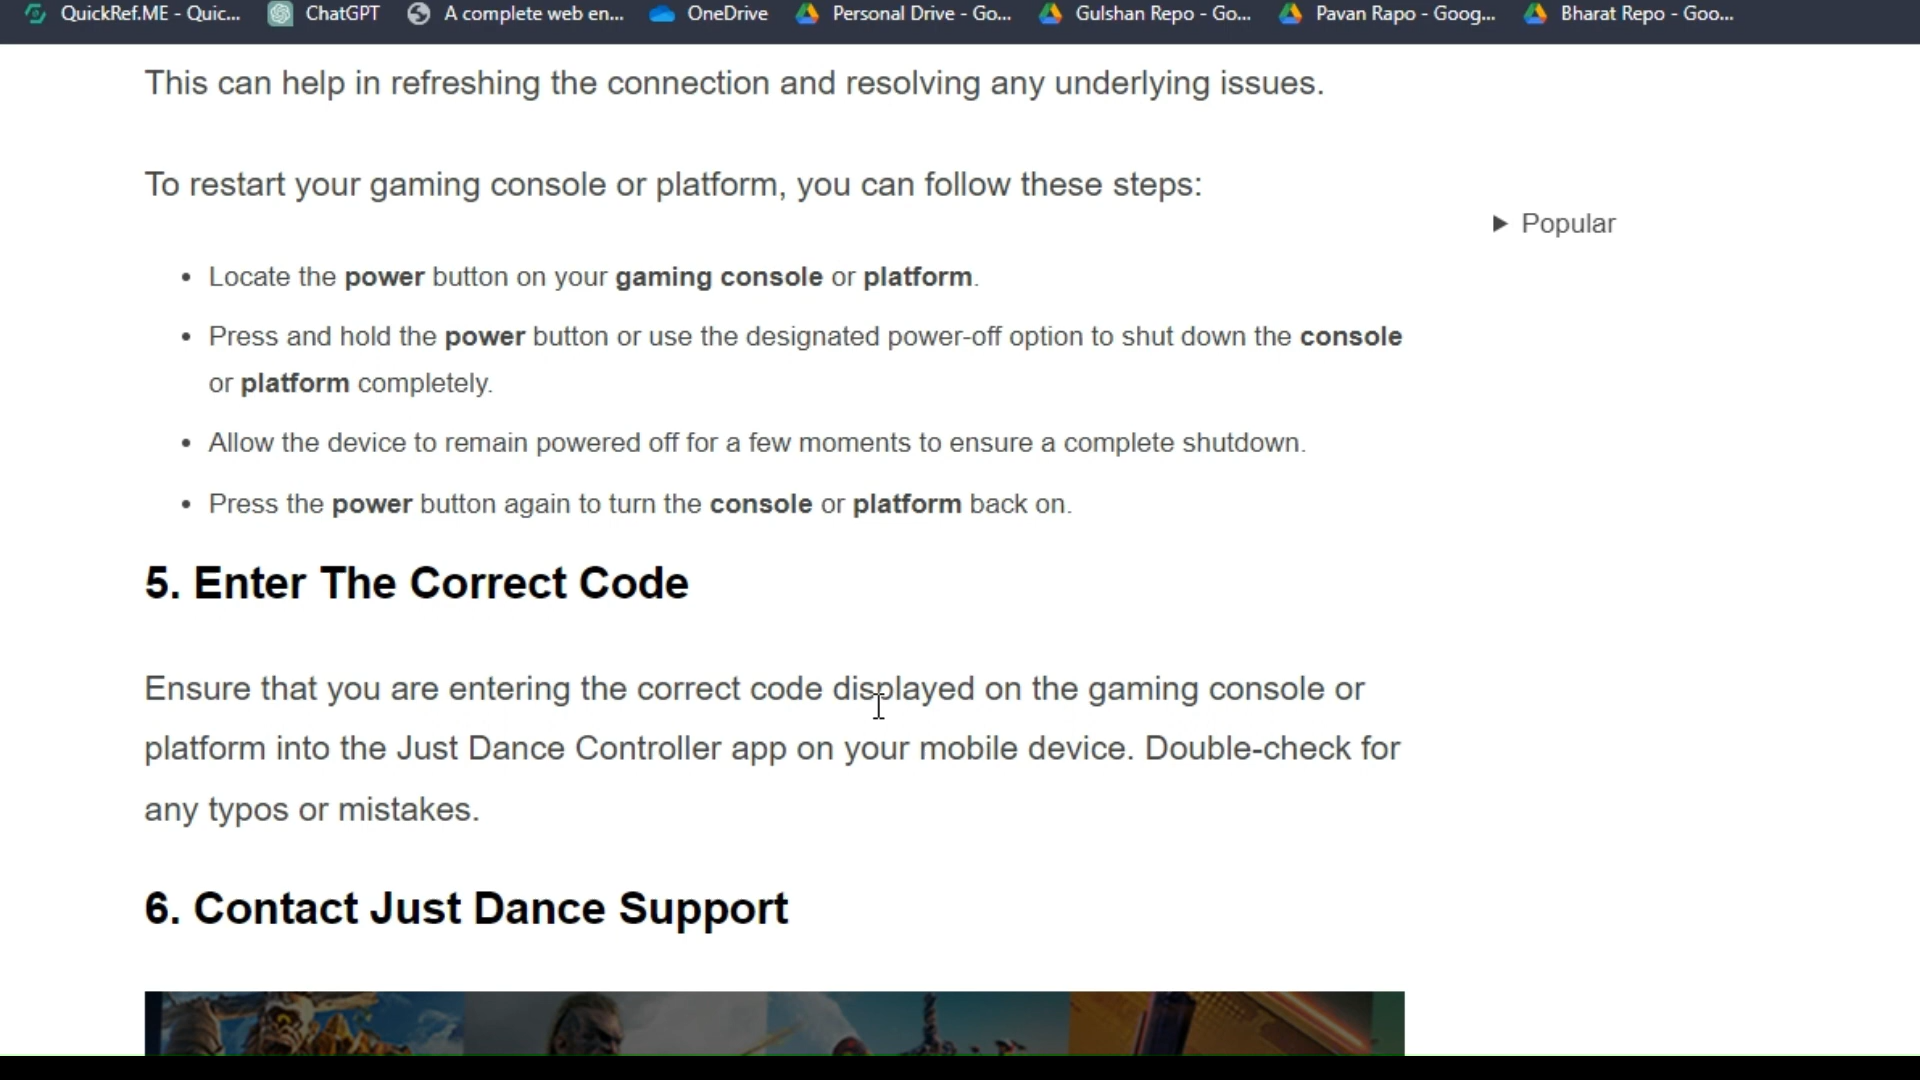 QuickRef.ME - Quic... ChatGPT A complete web en... OneDrive Personal Drive - Go... Gulshan Repo - Go... Pavan Rapo - Goog... Bharat Repo - Goo...
This can help in refreshing the connection and resolving any underlying issues.
To restart your gaming console or platform, you can follow these steps:
▶ Popular
• Locate the power button on your gaming console or platform.
• Press and hold the power button or use the designated power-off option to shut down the console
or platform completely.
• Allow the device to remain powered off for a few moments to ensure a complete shutdown.
• Press the power button again to turn the console or platform back on.
5. Enter The Correct Code
Ensure that you are entering the correct code displayed on the gaming console or
platform into the Just Dance Controller app on your mobile device. Double-check for
any typos or mistakes.
6. Contact Just Dance Support